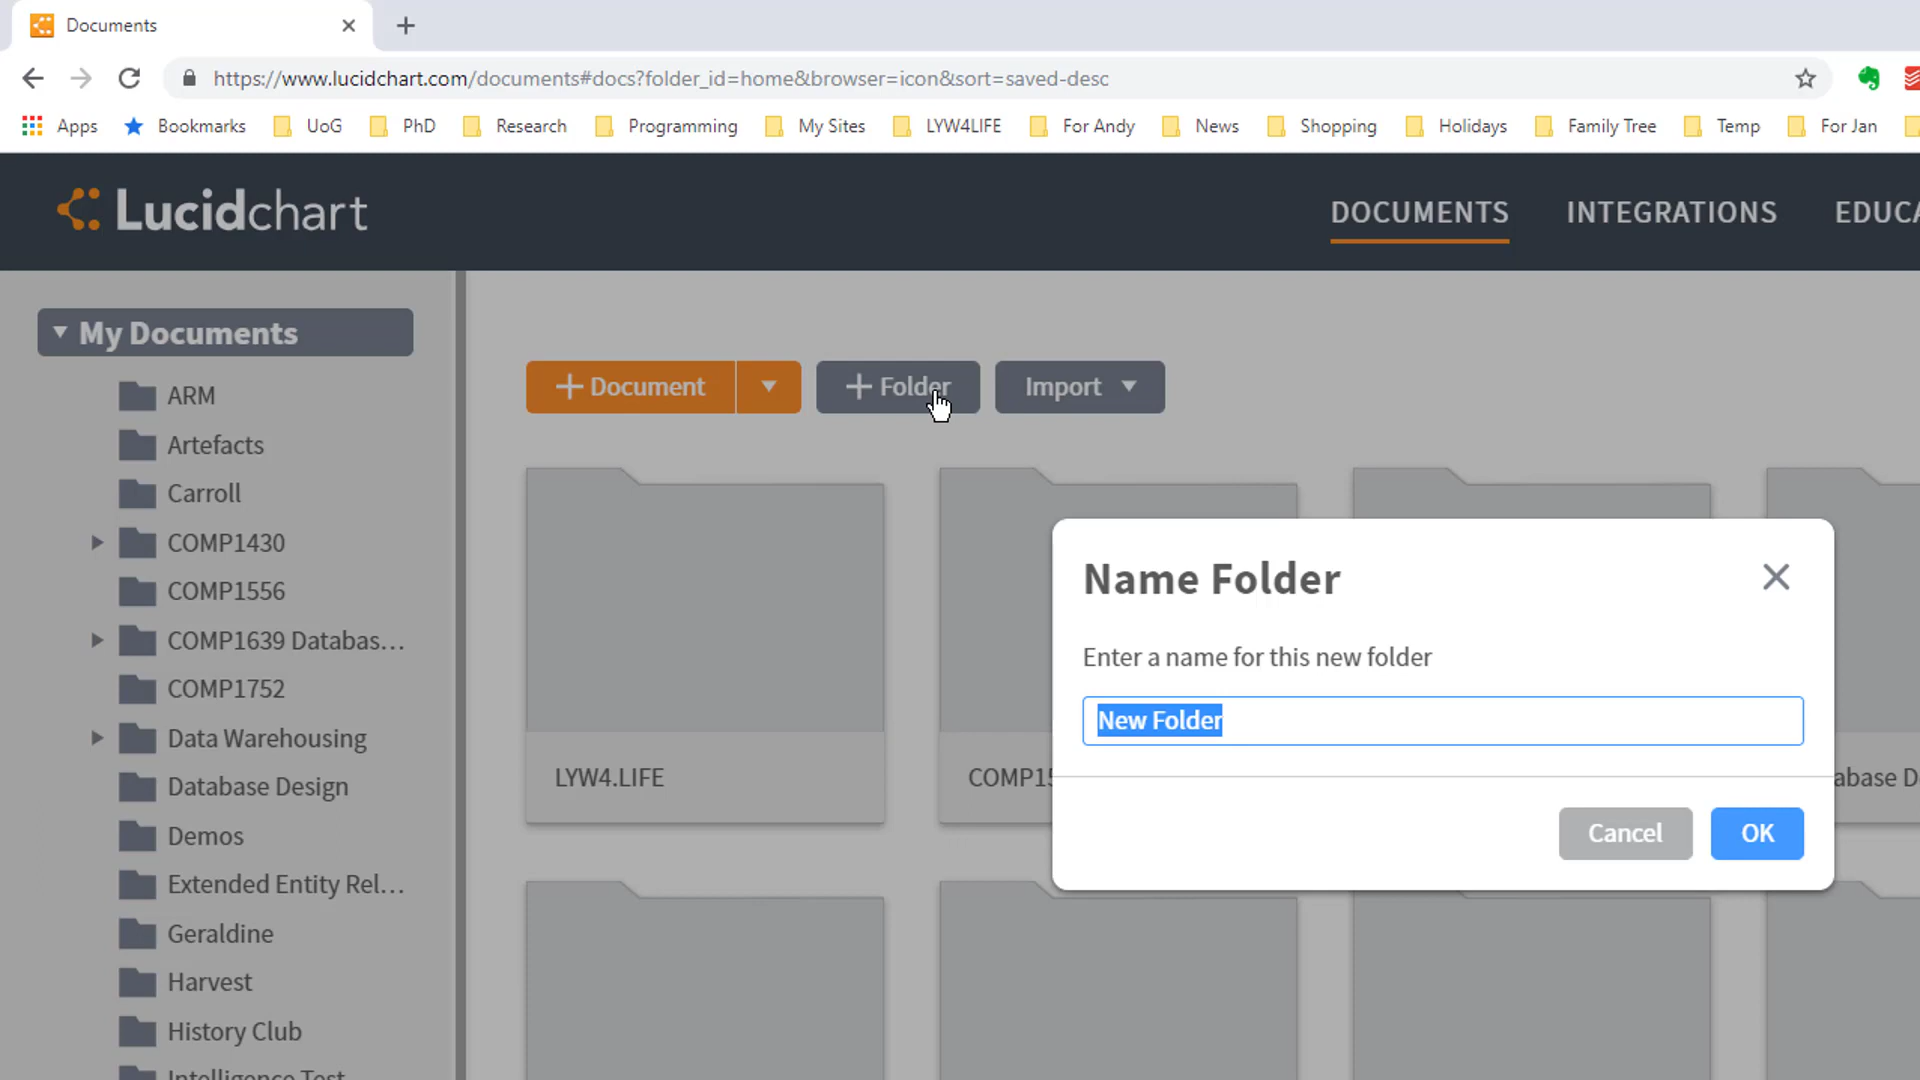 Documents
https://www.lucidchart.com/documents#docs?folder_id=home&browser=icon&sort=saved-desc
Apps Bookmarks UoG PhD Research Programming My Sites LYW4LIFE For Andy News Shopping Holidays Family Tree Temp For Jan
Lucidchart
DOCUMENTS INTEGRATIONS EDUCA
My Documents
+ Document + Folder Import
ARM
Artefacts
Carroll
COMP1430
COMP1556
COMP1639 Databas...
COMP1752
Data Warehousing
Database Design
Demos
Extended Entity Rel...
Geraldine
Harvest
History Club
Intelligence Test
LYW4.LIFE COMP15 abase D
Name Folder
Enter a name for this new folder
New Folder
Cancel OK